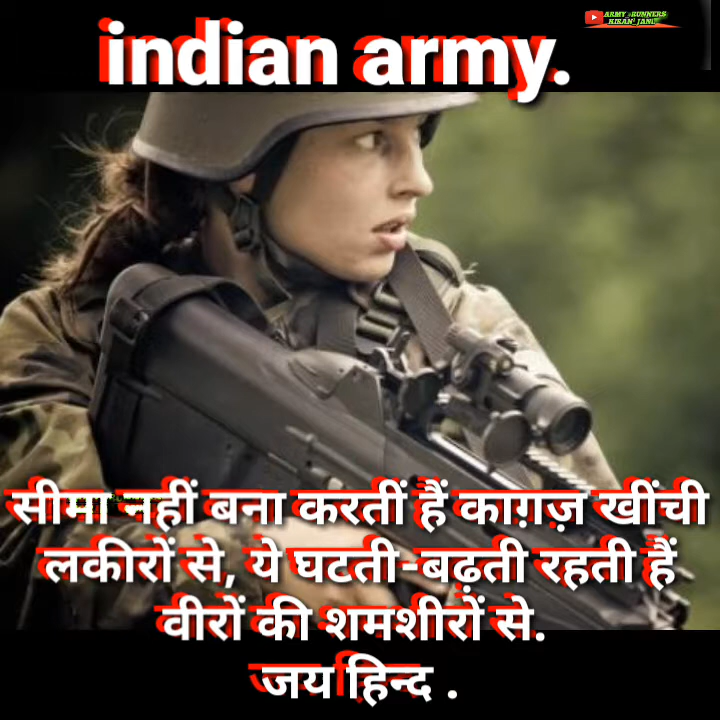 ARMY RUNNERS
KIRAN JANI
indian army.
सीमा नहीं बना करतीं हैं काग़ज़ खींची
लकीरों से, ये घटती-बढ़ती रहती हैं
वीरों की शमशीरों से.
जय हिन्द .